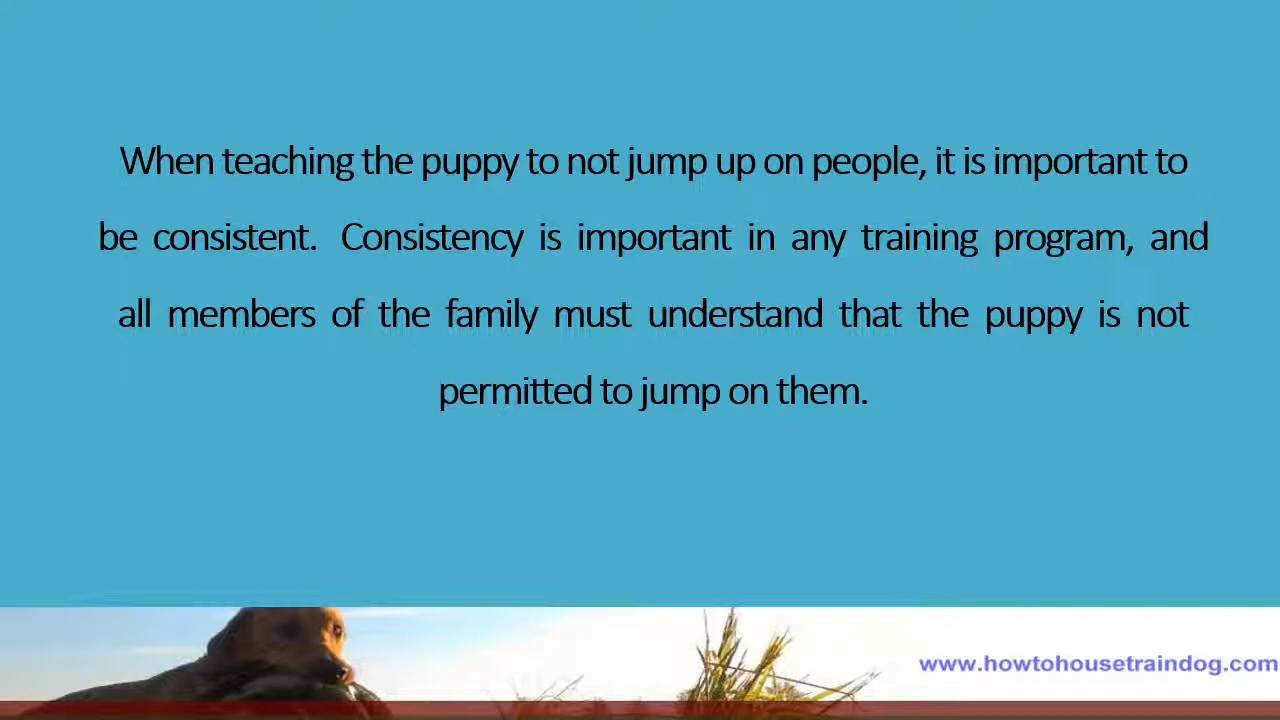 When teaching the puppy to not jump up on people, it is important to
be consistent. Consistency is important in any training program, and
all members of the family must understand that the puppy is not
permitted to jump on them.
www.howtohousetraindog.com